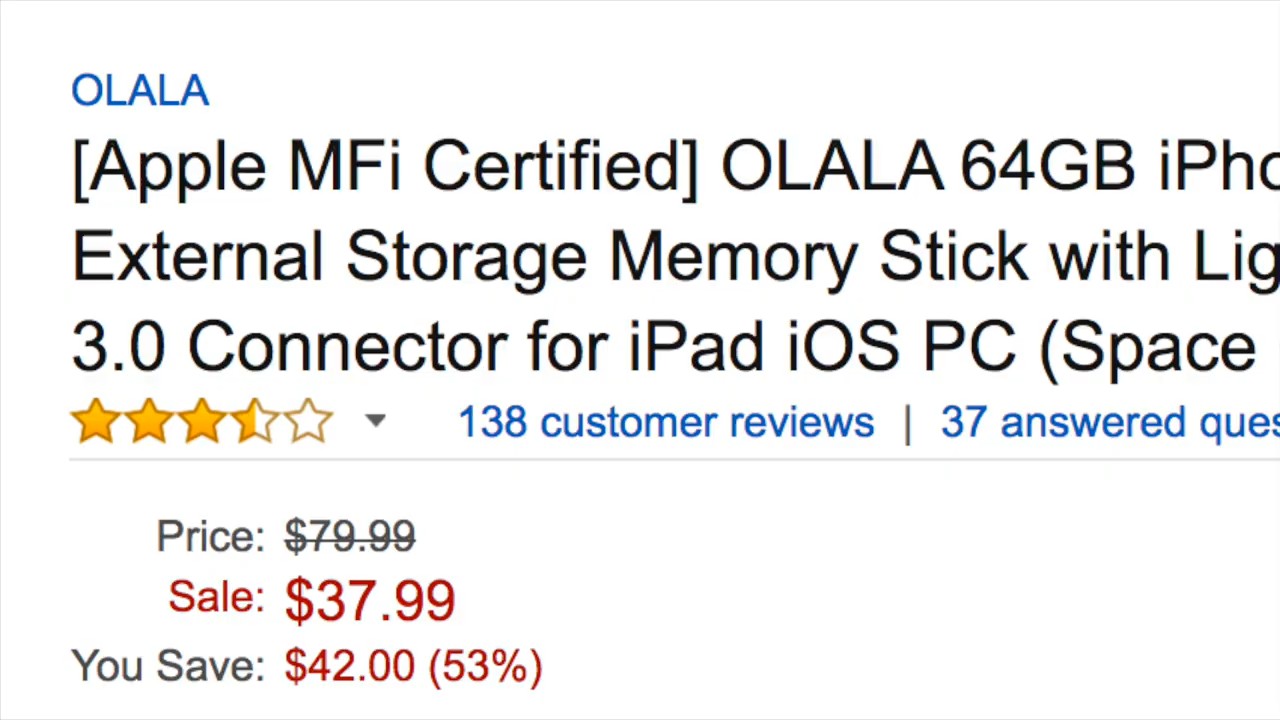 OLALA
[Apple MFi Certified] OLALA 64GB
External Storage Memory Stick with
3.0 Connector for iPad iOS PC (Space
138 customer reviews | 37 answered
Price: $79.99
Sale: $37.99
You Save: $42.00 (53%)